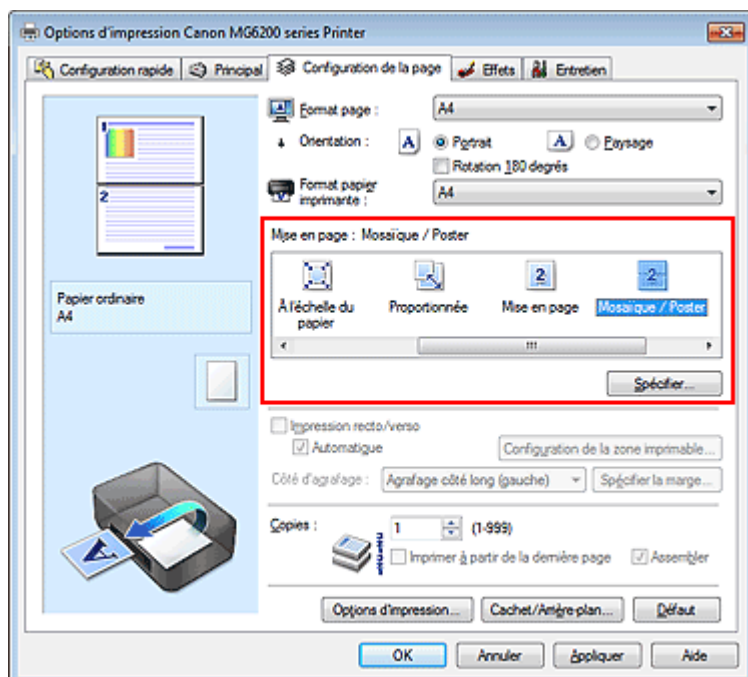 Options d'impression Canon MG6200 series Printer
Configuration rapide Principal Configuration de la page Effets Entretien
Format page : A4
Orientation : A Portrait A Paysage
Rotation 180 degrés
Format papier
imprimante : A4
Mise en page : Mosaïque / Poster
À l'échelle du
papier
Proportionnée
Mise en page
Mosaïque / Poster
Spécifier...
1
2
2
2
Papier ordinaire
A4
A
Impression recto/verso
Automatique
Configuration de la zone imprimable...
Côté d'agrafage : Agrafage côté long (gauche) Spécifier la marge...
Copies : 1 (1-999)
Imprimer à partir de la dernière page Assembler
Options d'impression... Cachet/Arrière-plan... Défaut
OK Annuler Appliquer Aide